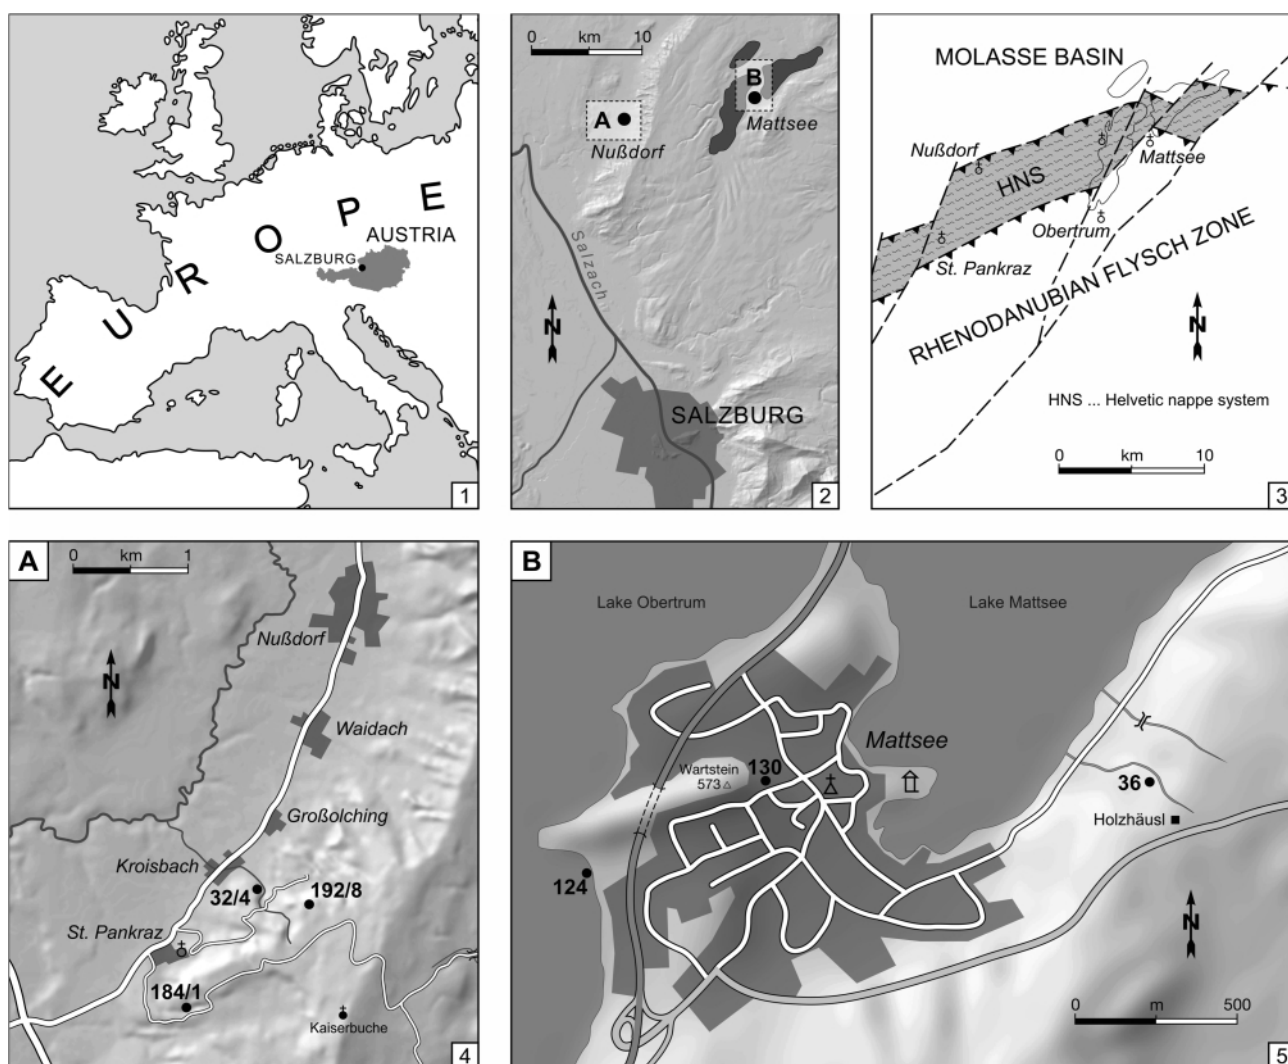 E U R O P E
AUSTRIA
SALZBURG
1
0 km 10
A
Nußdorf
B
Mattsee
Salzach
N
SALZBURG
2
MOLASSE BASIN
Nußdorf
HNS
Mattsee
Obertrum
St. Pankraz
RHENODANUBIAN FLYSCH ZONE
N
HNS ... Helvetic nappe system
0 km 10
3
A
0 km 1
Nußdorf
N
Waidach
Großolching
Kroisbach
32/4
192/8
St. Pankraz
184/1
Kaiserbuche
4
B
Lake Obertrum
Lake Mattsee
Mattsee
Wartstein
573
130
36
Holzhäusl
124
N
0 m 500
5